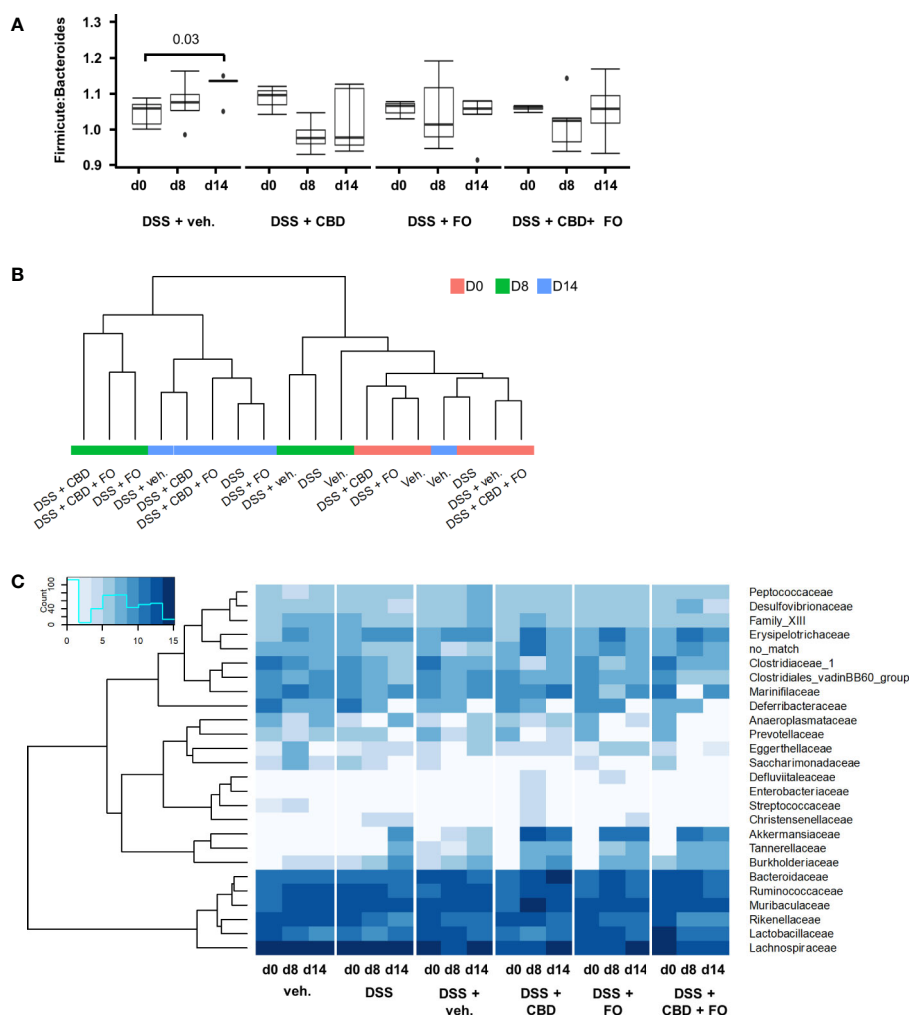 A
Firmicute:Bacteroides
1.3
1.2
1.1
1.0
0.9
0.03
d0 d8 d14 d0 d8 d14 d0 d8 d14 d0 d8 d14
DSS + veh. DSS + CBD DSS + FO DSS + CBD+ FO
B
D0 D8 D14
DSS + CBD
DSS + CBD + FO
DSS + FO
DSS + veh.
DSS + CBD
DSS + CBD + FO
DSS
DSS + FO
DSS + veh.
DSS
Veh.
DSS + CBD
DSS + FO
Veh.
Veh.
DSS
DSS + veh.
DSS + CBD + FO
C
Count
0 40 100
0 5 10 15
Peptococcaceae
Desulfovibrionaceae
Family_XIII
Erysipelotrichaceae
no_match
Clostridiaceae_1
Clostridiales_vadinBB60_group
Marinifilaceae
Deferribacteraceae
Anaeroplasmataceae
Prevotellaceae
Eggerthellaceae
Saccharimonadaceae
Defluviitaleaceae
Enterobacteriaceae
Streptococcaceae
Christensenellaceae
Akkermansiaceae
Tannerellaceae
Burkholderiaceae
Bacteroidaceae
Ruminococcaceae
Muribaculaceae
Rikenellaceae
Lactobacillaceae
Lachnospiraceae
d0 d8 d14 d0 d8 d14 d0 d8 d14 d0 d8 d14 d0 d8 d14 d0 d8 d14
veh. DSS DSS + veh. DSS + CBD DSS + FO DSS + CBD + FO